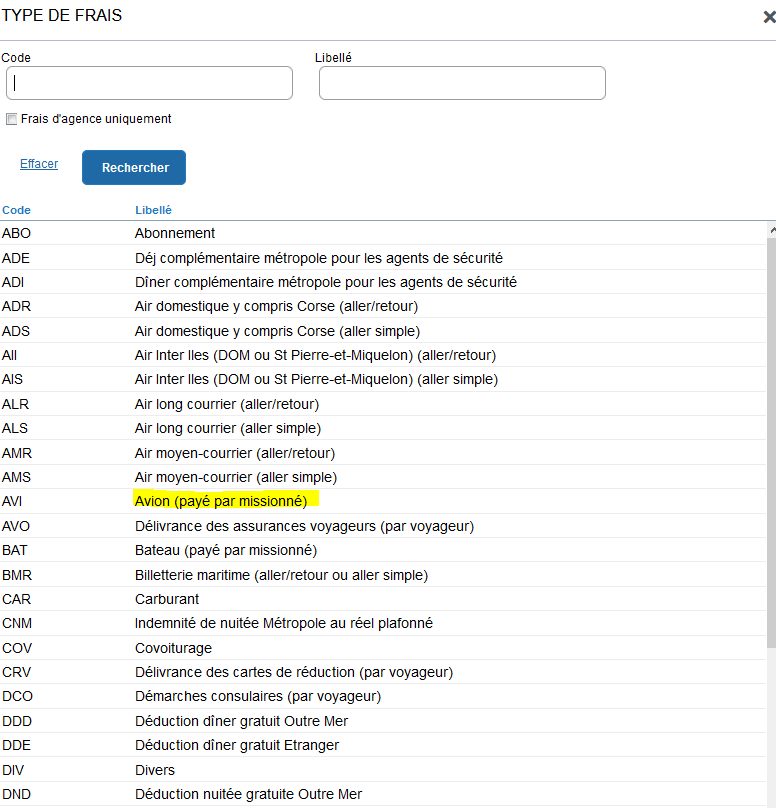 TYPE DE FRAIS
Code Libellé
Frais d'agence uniquement
Effacer Rechercher
Code Libellé
ABO Abonnement
ADE Déj complémentaire métropole pour les agents de sécurité
ADI Dîner complémentaire métropole pour les agents de sécurité
ADR Air domestique y compris Corse (aller/retour)
ADS Air domestique y compris Corse (aller simple)
AII Air Inter Iles (DOM ou St Pierre-et-Miquelon) (aller/retour)
AIS Air Inter Iles (DOM ou St Pierre-et-Miquelon) (aller simple)
ALR Air long courrier (aller/retour)
ALS Air long courrier (aller simple)
AMR Air moyen-courrier (aller/retour)
AMS Air moyen-courrier (aller simple)
AVI Avion (payé par missionné)
AVO Délivrance des assurances voyageurs (par voyageur)
BAT Bateau (payé par missionné)
BMR Billetterie maritime (aller/retour ou aller simple)
CAR Carburant
CNM Indemnité de nuitée Métropole au réel plafonné
COV Covoiturage
CRV Délivrance des cartes de réduction (par voyageur)
DCO Démarches consulaires (par voyageur)
DDD Déduction dîner gratuit Outre Mer
DDE Déduction dîner gratuit Etranger
DIV Divers
DND Déduction nuitée gratuite Outre Mer